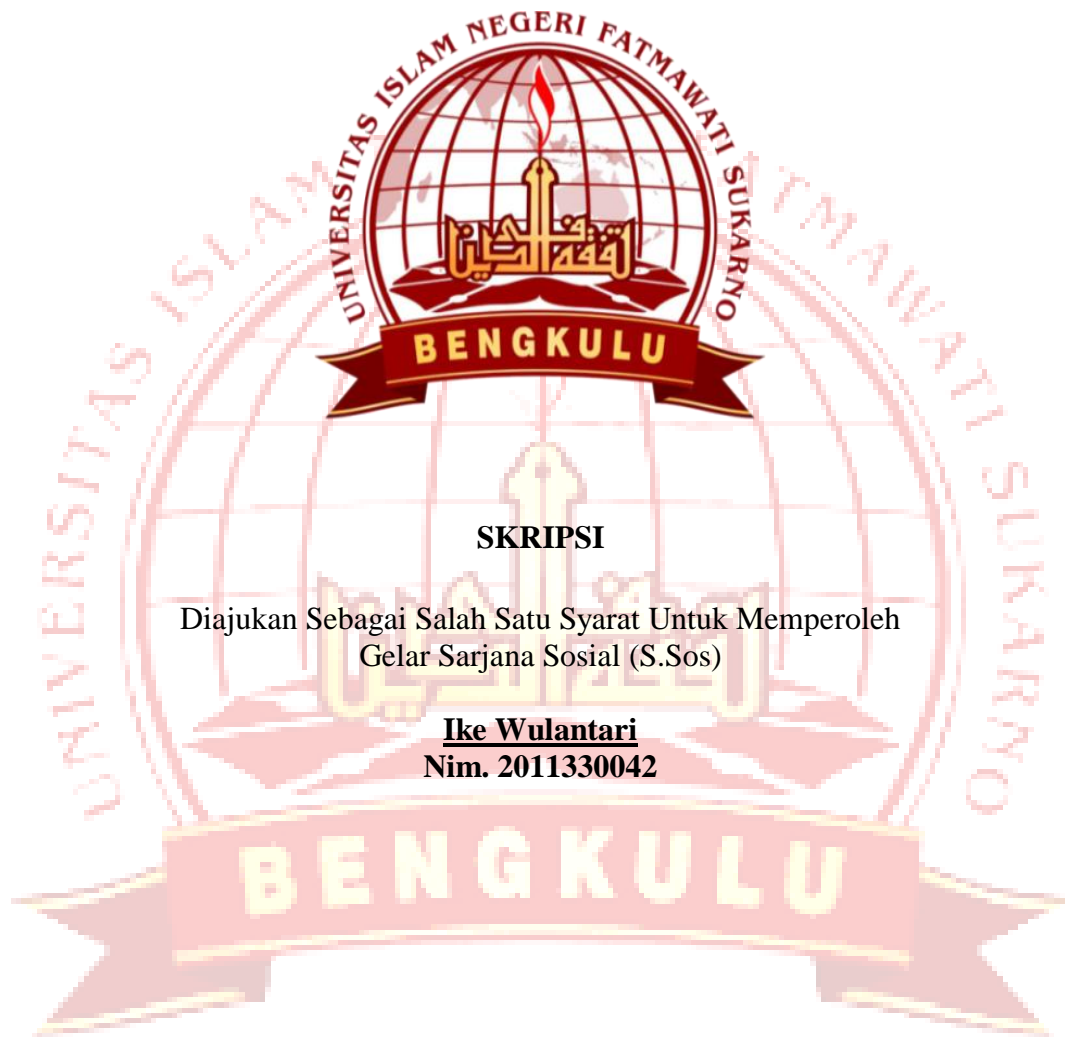 UNIVERSITAS ISLAM NEGERI FATMAWATI SUKARNO
BENGKULU
SKRIPSI
Diajukan Sebagai Salah Satu Syarat Untuk Memperoleh
Gelar Sarjana Sosial (S.Sos)
Ike Wulantari
Nim. 2011330042
BENGKULU